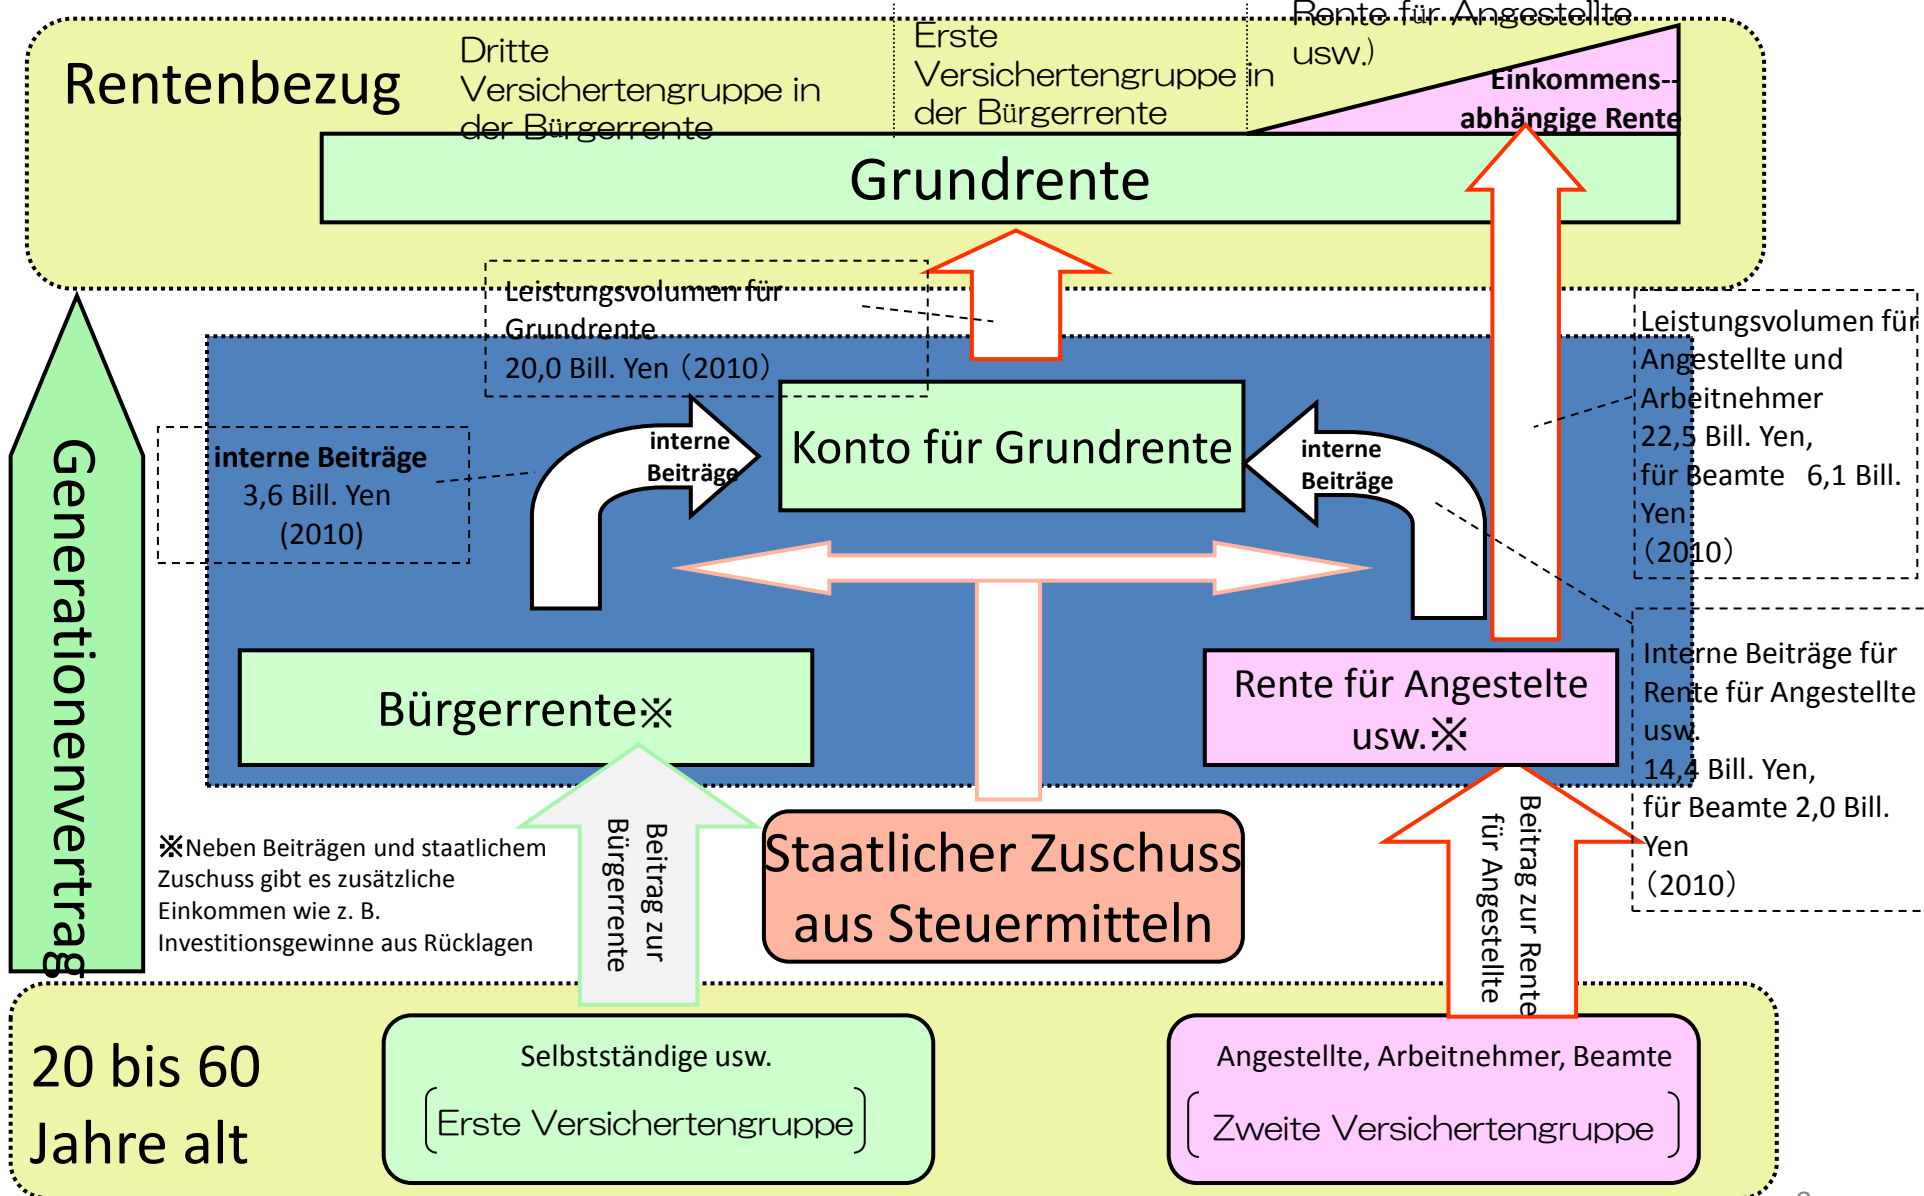 Rente für Angestellte
usw.)
Rentenbezug
Dritte
Versichertengruppe in
der Bürgerrente
Erste
Versichertengruppe in
der Bürgerrente
Einkommens--
abhängige Rente
Grundrente
Leistungsvolumen für
Grundrente
20,0 Bill. Yen（2010）
Leistungsvolumen für
Angestellte und
Arbeitnehmer
22,5 Bill. Yen,
für Beamte 6,1 Bill.
Yen
（2010）
Generationenvertrag
interne Beiträge
3,6 Bill. Yen
(2010)
interne
Beiträge
Konto für Grundrente
interne
Beiträge
Bürgerrente※
Rente für Angestelte
usw.※
Interne Beiträge für
Rente für Angestellte
usw.
14,4 Bill. Yen,
für Beamte 2,0 Bill.
Yen
（2010）
※Neben Beiträgen und staatlichem
Zuschuss gibt es zusätzliche
Einkommen wie z. B.
Investitionsgewinne aus Rücklagen
Beitrag zur
Bürgerrente
Staatlicher Zuschuss
aus Steuermitteln
Beitrag zur Rente
für Angestellte
20 bis 60
Jahre alt
Selbstständige usw.
Erste Versichertengruppe
Angestellte, Arbeitnehmer, Beamte
Zweite Versichertengruppe